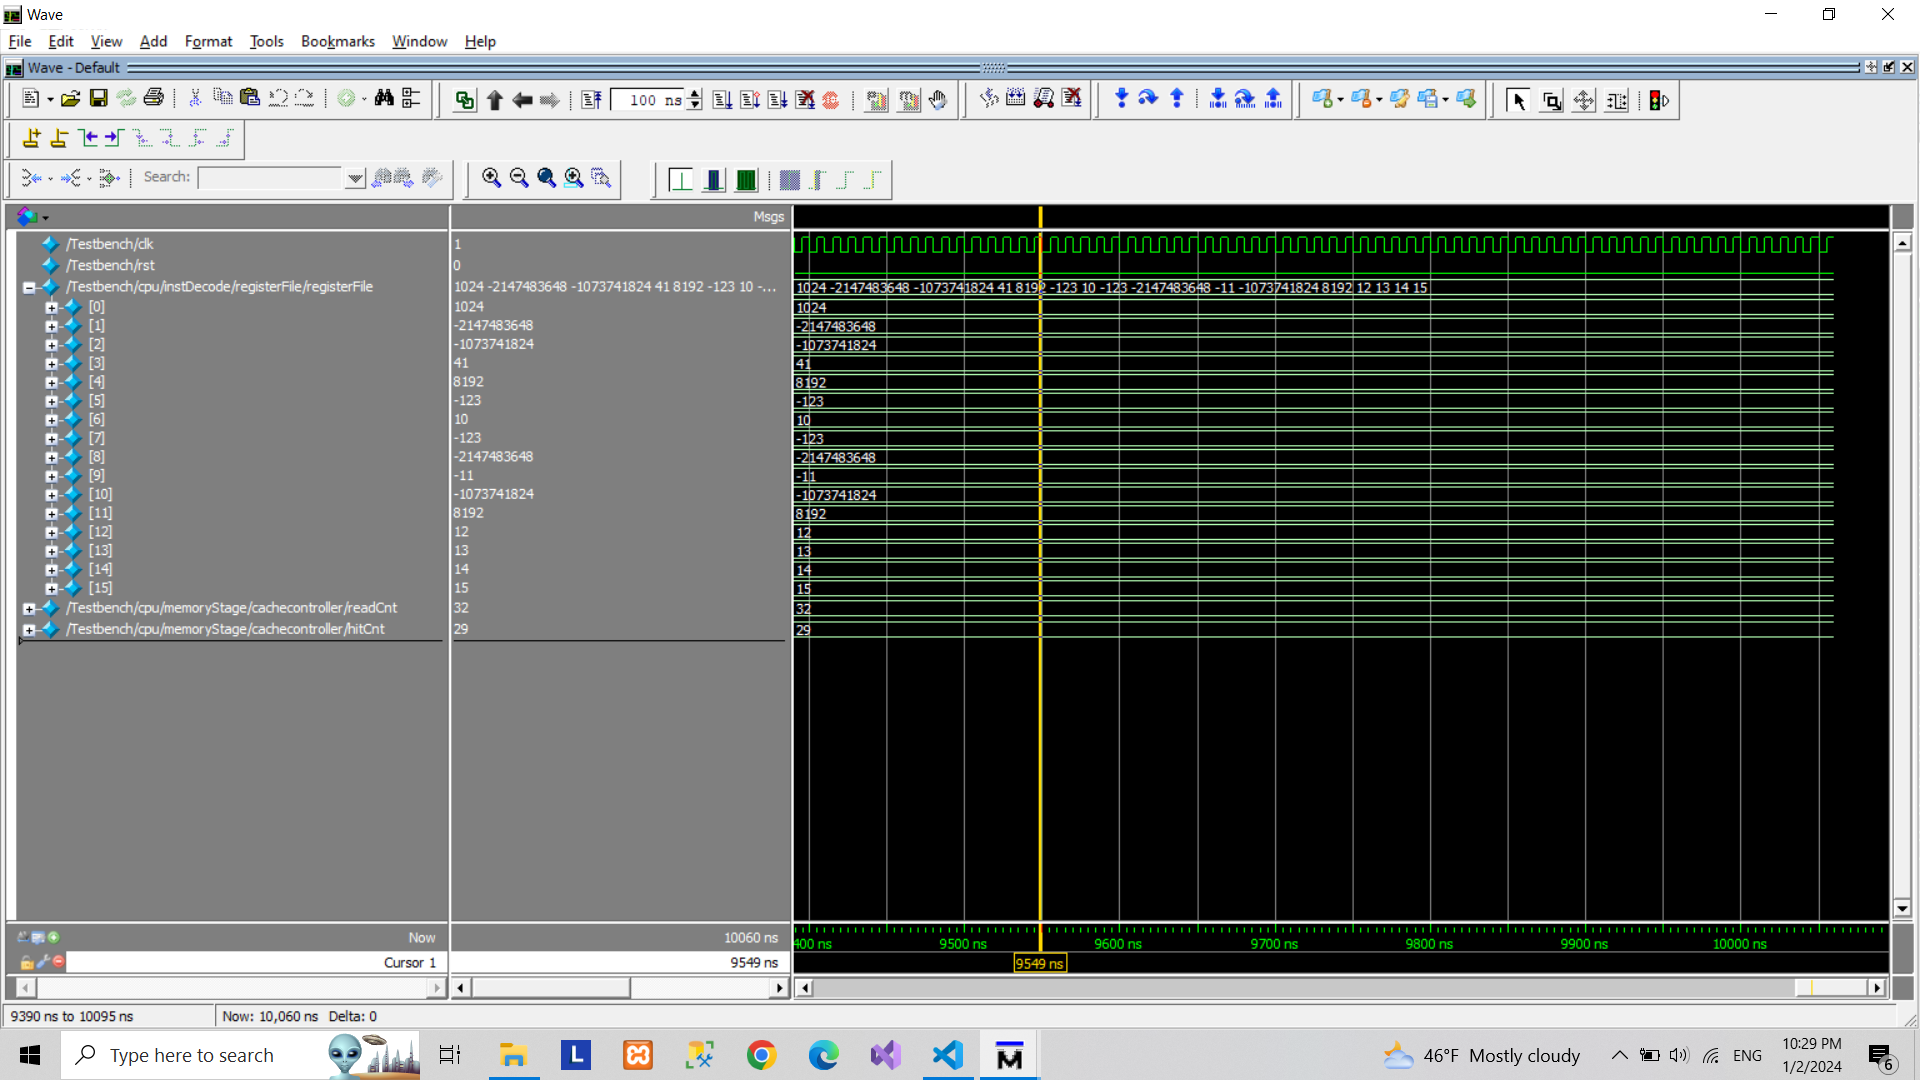 Wave
File Edit View Add Format Tools Bookmarks Window Help
Wave - Default
100 ns
Search:
Msgs
/Testbench/clk 1
/Testbench/rst 0
/Testbench/cpu/instDecode/registerFile/registerFile 1024 -2147483648 -1073741824 41 8192 -123 10 -... 1024 -2147483648 -1073741824 41 8192 -123 10 -123 -2147483648 -11 -1073741824 8192 12 13 14 15
[0] 1024 1024
[1] -2147483648 -2147483648
[2] -1073741824 -1073741824
[3] 41 41
[4] 8192 8192
[5] -123 -123
[6] 10 10
[7] -123 -123
[8] -2147483648 -2147483648
[9] -11 -11
[10] -1073741824 -1073741824
[11] 8192 8192
[12] 12 12
[13] 13 13
[14] 14 14
[15] 15 15
/Testbench/cpu/memoryStage/cachecontroller/readCnt 32 32
/Testbench/cpu/memoryStage/cachecontroller/hitCnt 29 29
Now 10060 ns 400 ns 9500 ns 9600 ns 9700 ns 9800 ns 9900 ns 10000 ns
Cursor 1 9549 ns 9549 ns
9390 ns to 10095 ns Now: 10,060 ns Delta: 0
Type here to search L M 46°F Mostly cloudy ENG 10:29 PM
1/2/2024
6